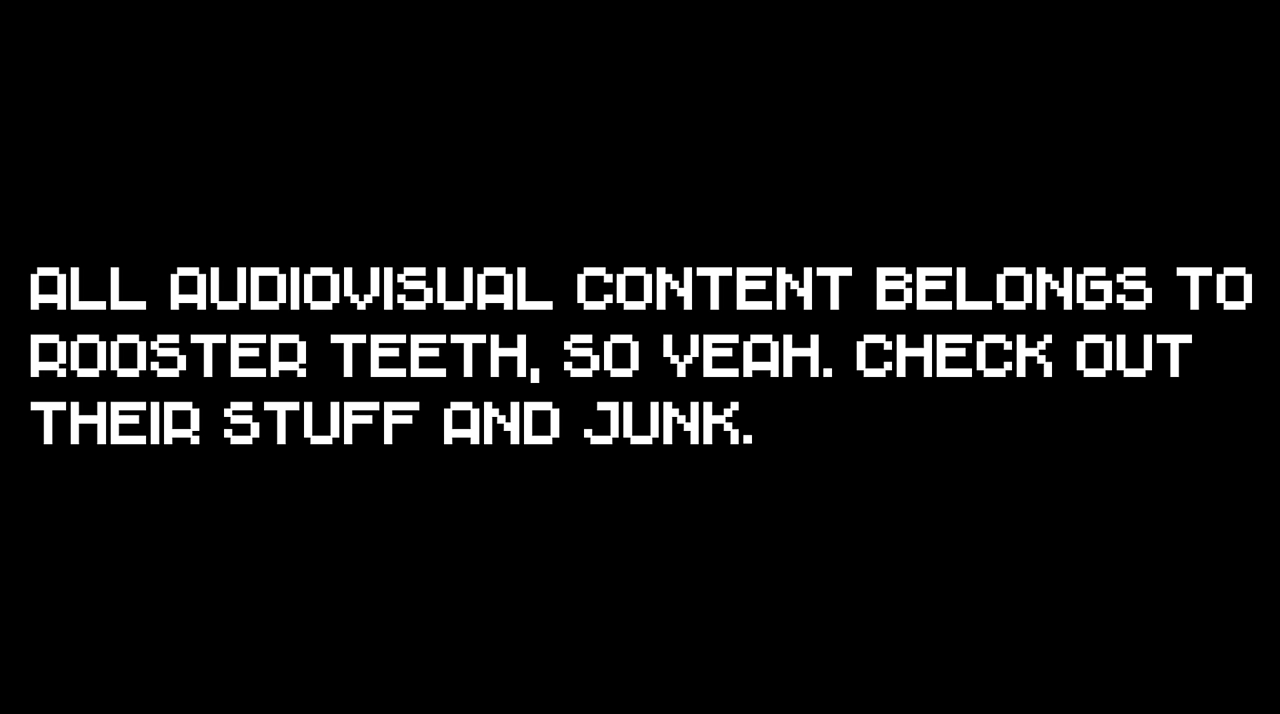 ALL AUDIOVISUAL CONTENT BELONGS TO
ROOSTER TEETH, SO YEAH. CHECK OUT
THEIR STUFF AND JUNK.